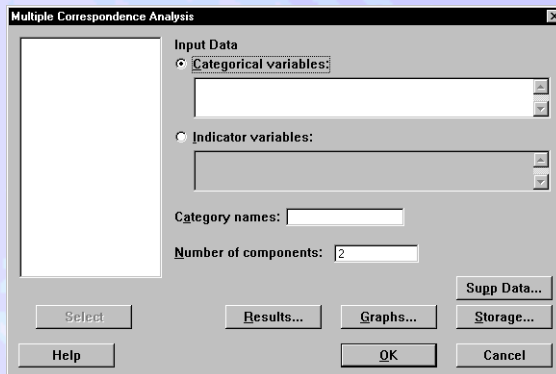 Multiple Correspondence Analysis
Input Data
Categorical variables:
Indicator variables:
Category names:
Number of components: 2
Supp Data...
Select Results... Graphs... Storage...
Help OK Cancel